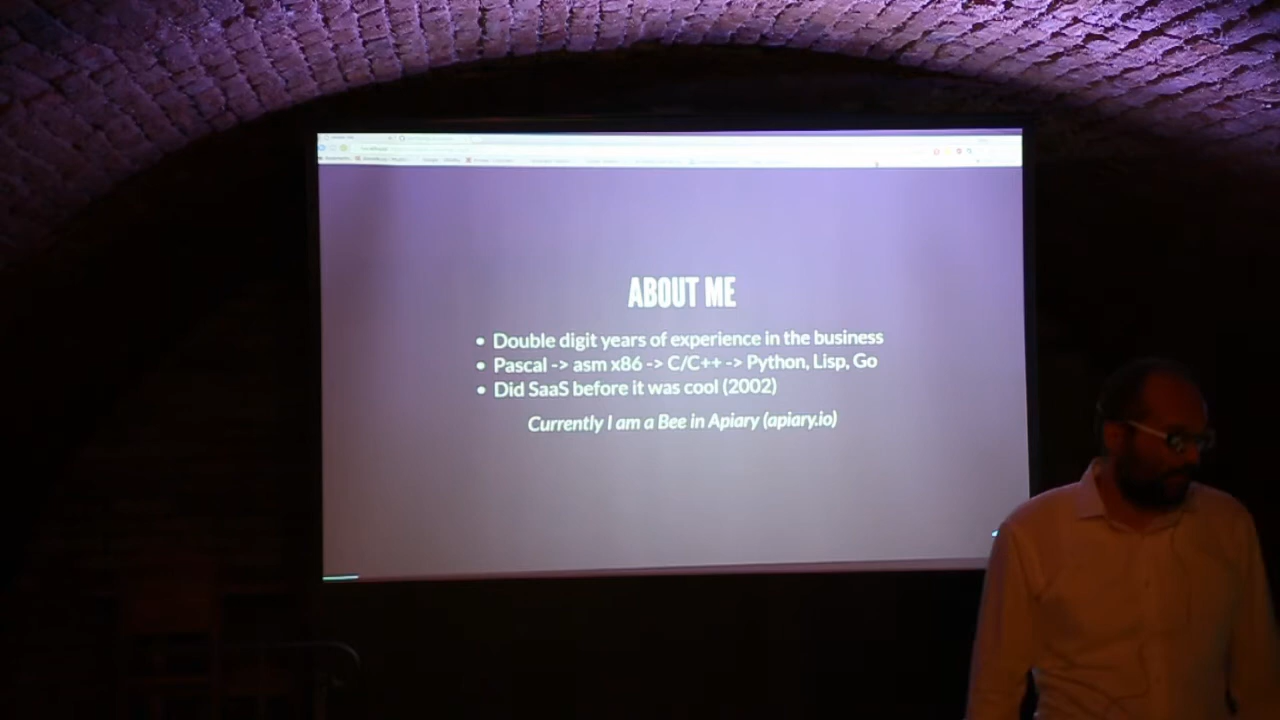 ABOUT ME
• Double digit years of experience in the business
• Pascal -> asm x86 -> C/C++ -> Python, Lisp, Go
• Did SaaS before it was cool (2002)
Currently I am a Bee in Apiary (apiary.io)